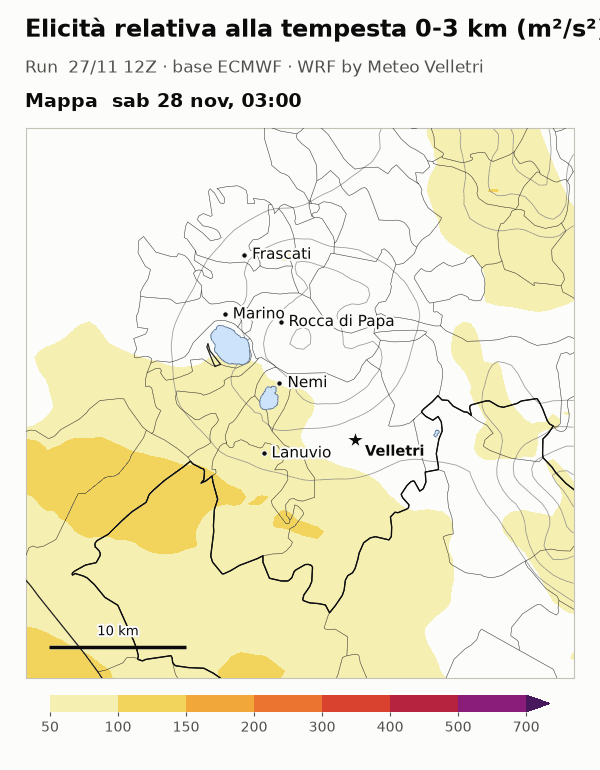 Elicità relativa alla tempesta 0-3 km (m²/s²)
Run 27/11 12Z · base ECMWF · WRF by Meteo Velletri
Mappa sab 28 nov, 03:00
Frascati
Marino
Rocca di Papa
Nemi
Velletri
Lanuvio
10 km
50 100 150 200 300 400 500 700